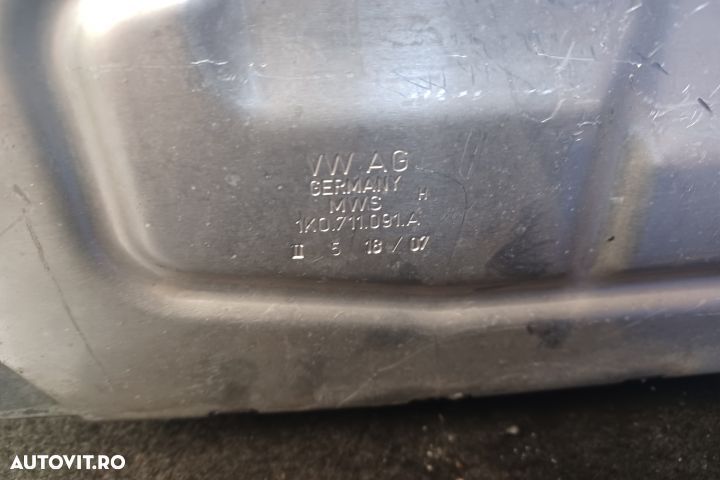 VW AG
GERMANY
MWS H
1K0.711.091.A
II 5 18 / 07
AUTOVIT.RO